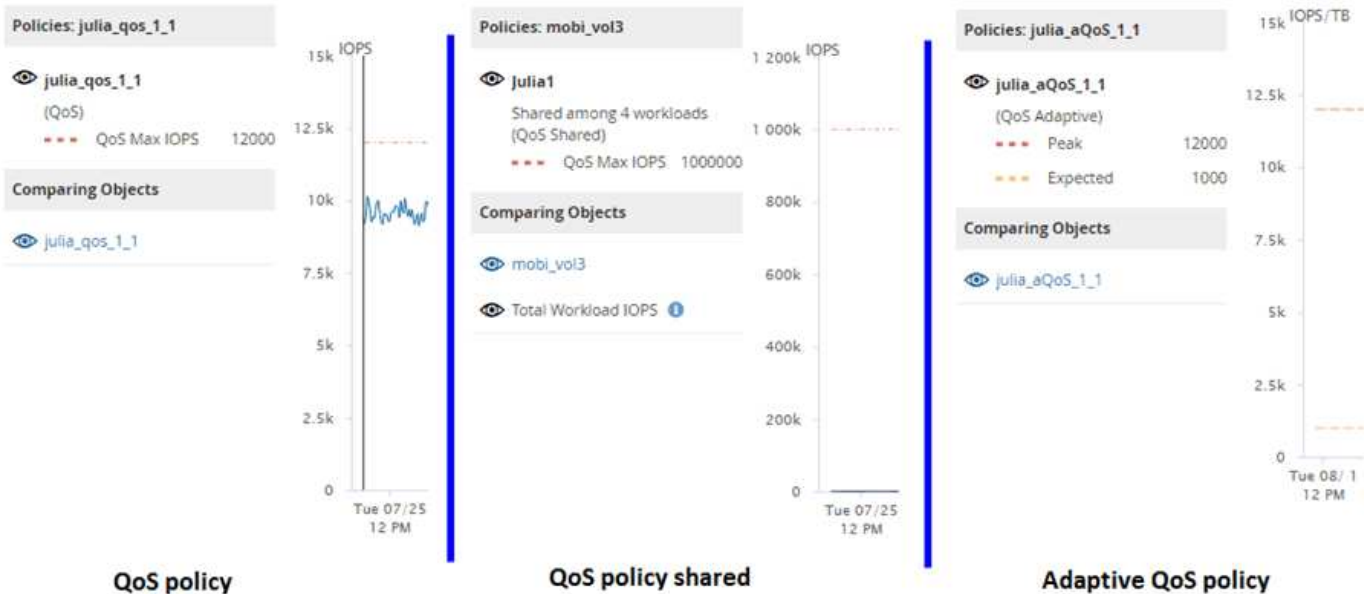 Policies: julia_qos_1_1
julia_qos_1_1
(QoS)
QoS Max IOPS 12000
Comparing Objects
julia_qos_1_1
IOPS
15k
12.5k
10k
7.5k
5k
2.5k
0
Tue 07/25
12 PM
QoS policy
Policies: mobi_vol3
Julia1
Shared among 4 workloads
(QoS Shared)
QoS Max IOPS 1000000
Comparing Objects
mobi_vol3
Total Workload IOPS i
IOPS
1 200k
1 000k
800k
600k
400k
200k
0
Tue 07/25
12 PM
QoS policy shared
Policies: julia_aQoS_1_1
julia_aQoS_1_1
(QoS Adaptive)
Peak 12000
Expected 1000
Comparing Objects
julia_aQoS_1_1
IOPS/TB
15k
12.5k
10k
7.5k
5k
2.5k
0
Tue 08/ 1
12 PM
Adaptive QoS policy